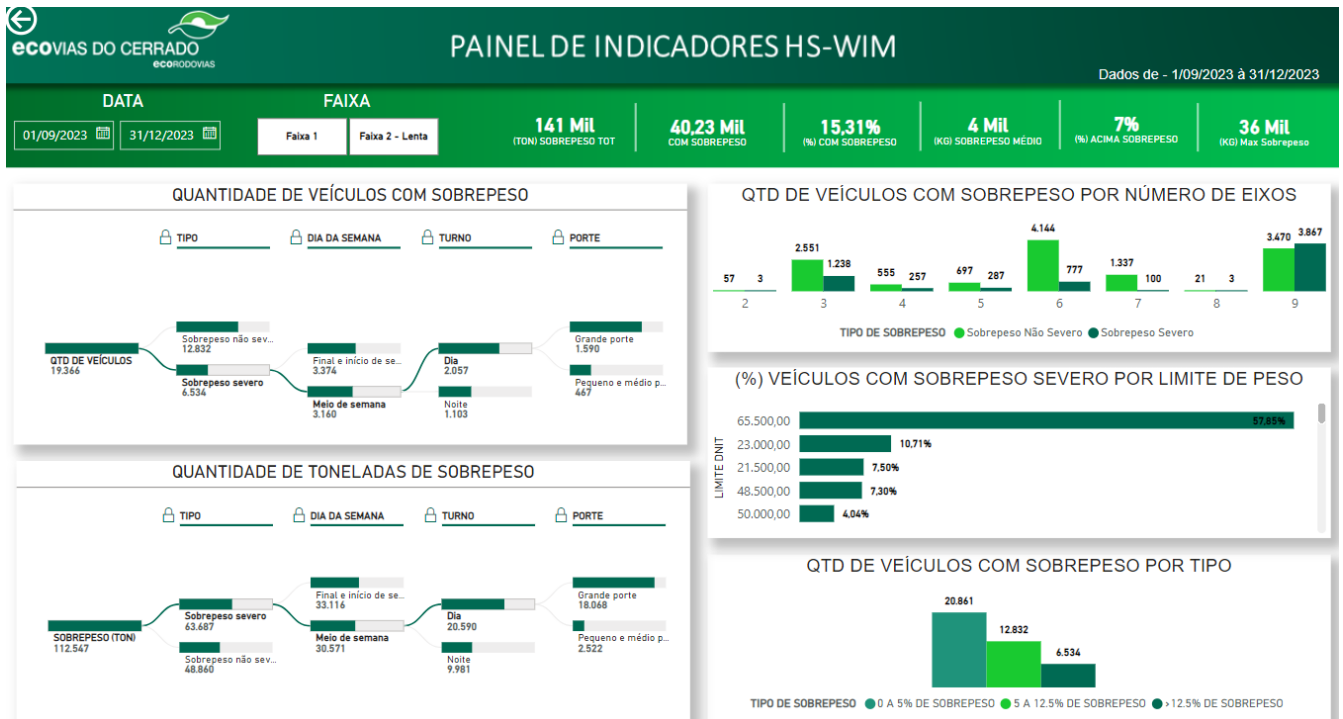 ecoVIAS DO CERRADO
ecoRODOVIAS
PAINEL DE INDICADORES HS-WIM
Dados de - 1/09/2023 à 31/12/2023
DATA
FAIXA
01/09/2023
31/12/2023
Faixa 1
Faixa 2 - Lenta
141 Mil
(TON) SOBREPESO TOT
40,23 Mil
COM SOBREPESO
15,31%
(%) COM SOBREPESO
4 Mil
(KG) SOBREPESO MÉDIO
7%
(%) ACIMA SOBREPESO
36 Mil
(KG) Max Sobrepeso
QUANTIDADE DE VEÍCULOS COM SOBREPESO
TIPO
DIA DA SEMANA
TURNO
PORTE
QTD DE VEÍCULOS
19.366
Sobrepeso não sev...
12.832
Sobrepeso severo
6.534
Final e início de se...
3.374
Meio de semana
3.160
Dia
2.057
Noite
1.103
Grande porte
1.590
Pequeno e médio p...
467
QUANTIDADE DE TONELADAS DE SOBREPESO
TIPO
DIA DA SEMANA
TURNO
PORTE
SOBREPESO (TON)
112.547
Sobrepeso severo
63.687
Sobrepeso não sev...
48.860
Final e início de se...
33.116
Meio de semana
30.571
Dia
20.590
Noite
9.981
Grande porte
18.068
Pequeno e médio p...
2.522
QTD DE VEÍCULOS COM SOBREPESO POR NÚMERO DE EIXOS
57 3
2.551 1.238
555 257
697 287
4.144 777
1.337 100
21 3
3.470 3.867
2 3 4 5 6 7 8 9
TIPO DE SOBREPESO Sobrepeso Não Severo Sobrepeso Severo
(%) VEÍCULOS COM SOBREPESO SEVERO POR LIMITE DE PESO
LIMITE DNIT
65.500,00 57,85%
23.000,00 10,71%
21.500,00 7,50%
48.500,00 7,30%
50.000,00 4,04%
QTD DE VEÍCULOS COM SOBREPESO POR TIPO
20.861
12.832
6.534
TIPO DE SOBREPESO 0 A 5% DE SOBREPESO 5 A 12.5% DE SOBREPESO >12.5% DE SOBREPESO